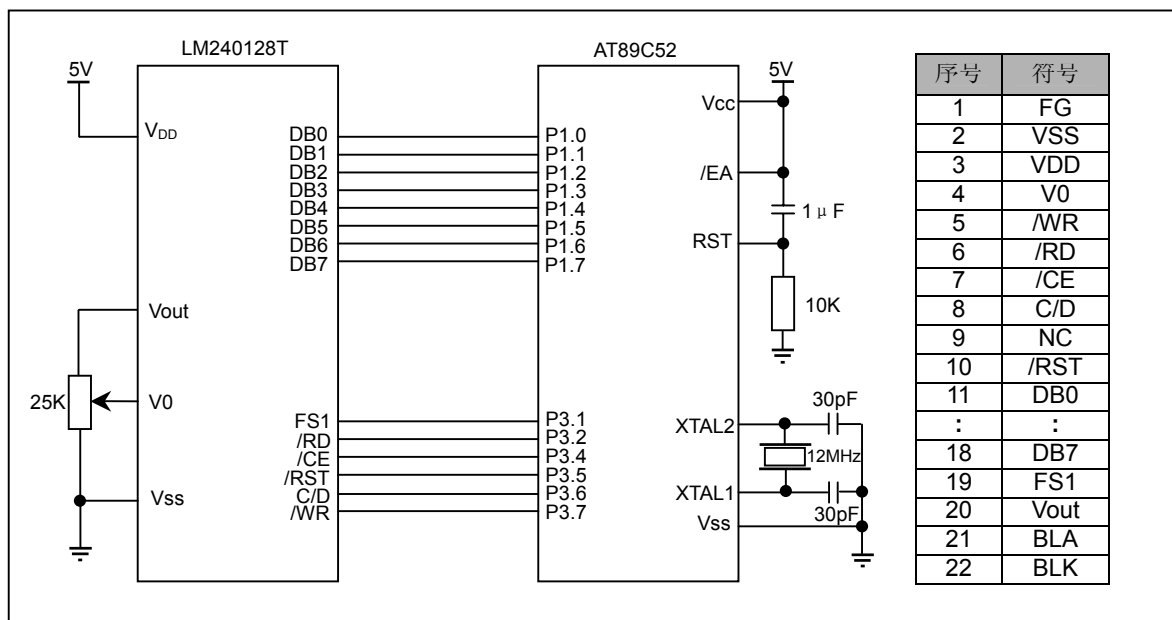 LM240128T
5V
VDD
DB0
DB1
DB2
DB3
DB4
DB5
DB6
DB7
Vout
25K
V0
FS1
/RD
/CE
/RST
C/D
/WR
Vss
AT89C52
5V
Vcc
P1.0
P1.1
P1.2
P1.3
P1.4
P1.5
P1.6
P1.7
/EA
1μF
RST
10K
P3.1
P3.2
P3.4
P3.5
P3.6
P3.7
30pF
XTAL2
12MHz
XTAL1
30pF
Vss
序号 符号
1 FG
2 VSS
3 VDD
4 V0
5 /WR
6 /RD
7 /CE
8 C/D
9 NC
10 /RST
11 DB0
: :
18 DB7
19 FS1
20 Vout
21 BLA
22 BLK